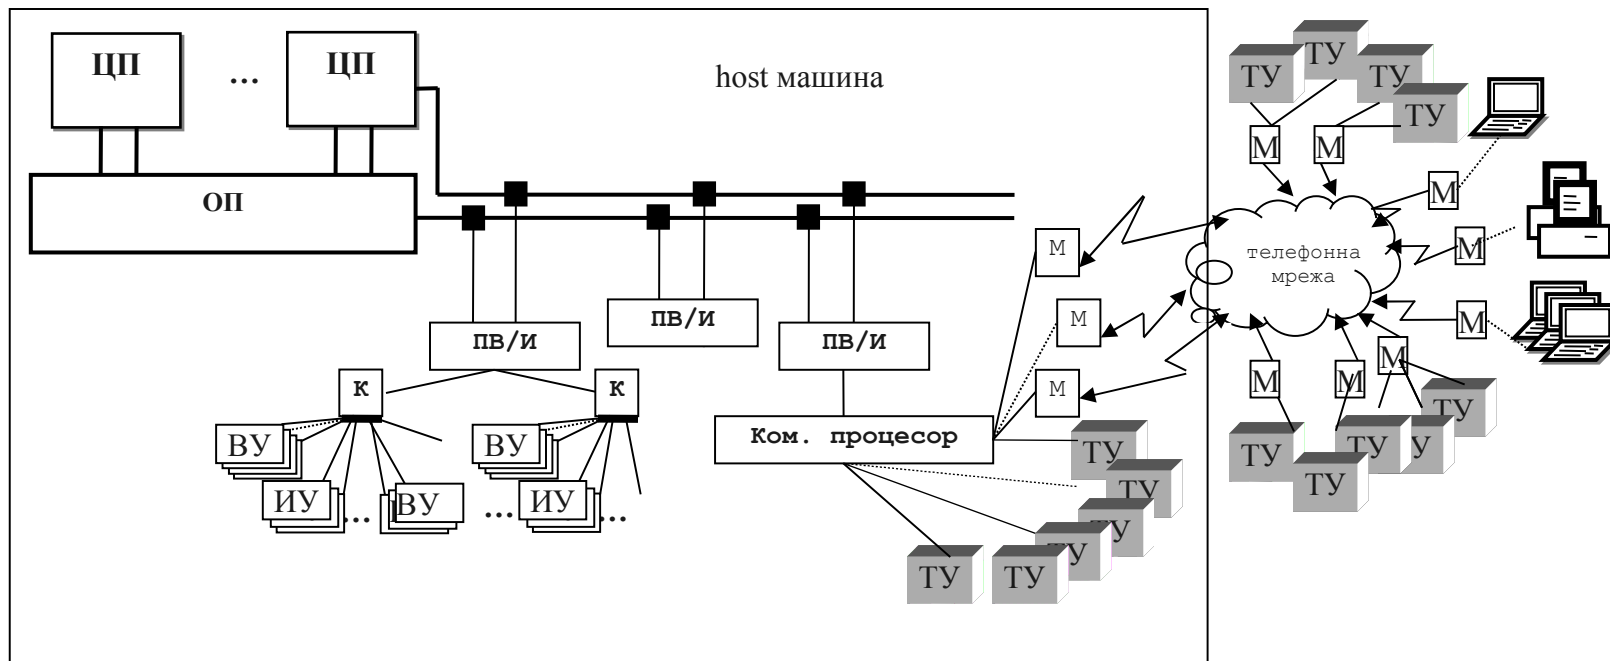 ЦП
...
ЦП
host машина
ОП
ТУ
ТУ
ТУ
ТУ
М
М
М
М
М
телефонна
мрежа
М
М
М
ПВ/И
ПВ/И
ПВ/И
К
К
М
М
М
Ком. процесор
ВУ
ИУ
...
ВУ
...
ВУ
ИУ
...
ТУ
ТУ
ТУ
ТУ
ТУ
ТУ
ТУ
ТУ
ТУ
У